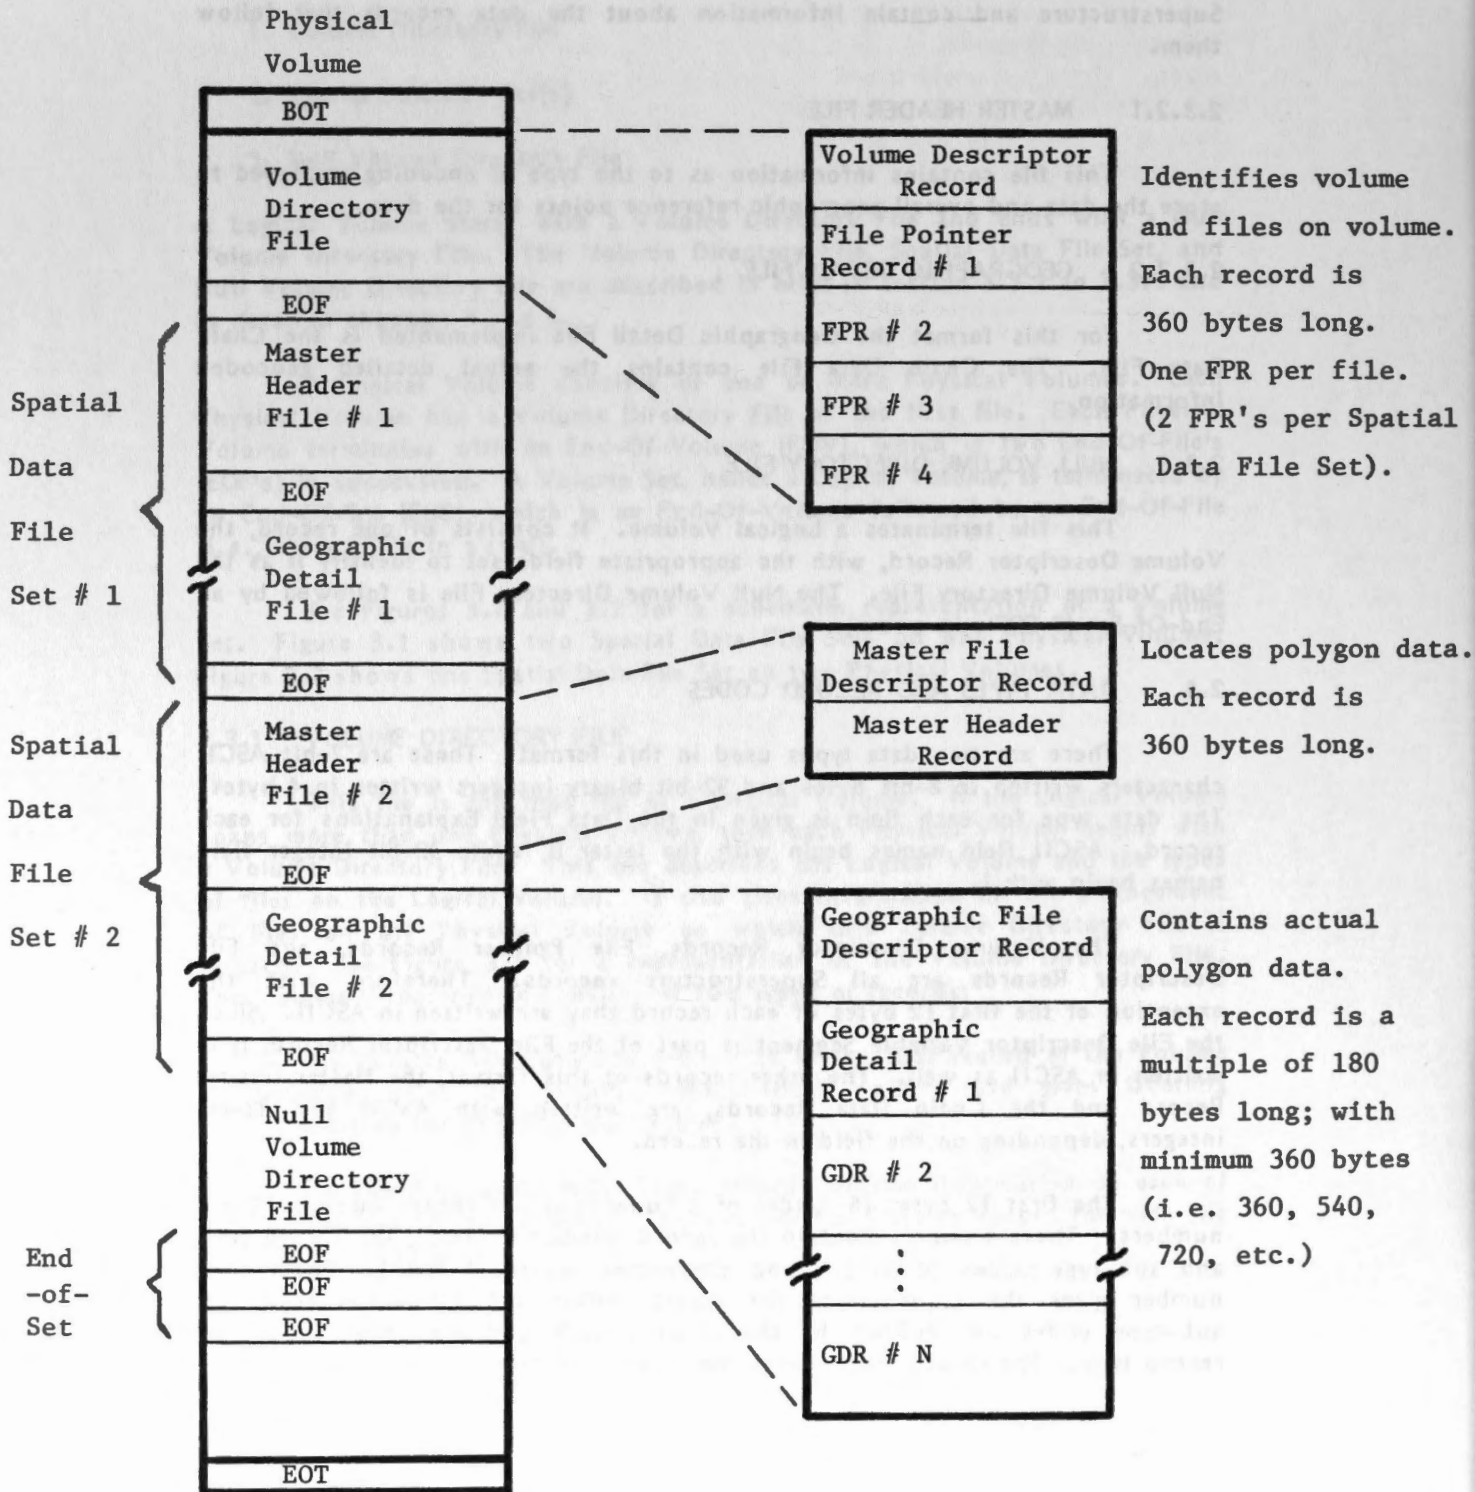 Physical
Volume
BOT
Volume
Directory
File
EOF
Master
Header
File # 1
EOF
Geographic
Detail
File # 1
EOF
Master
Header
File # 2
EOF
Geographic
Detail
File # 2
EOF
Null
Volume
Directory
File
EOF
EOF
EOF
EOT
Spatial
Data
File
Set # 1
Spatial
Data
File
Set # 2
End
-of-
Set
Volume Descriptor
Record
File Pointer
Record # 1
FPR # 2
FPR # 3
FPR # 4
Identifies volume
and files on volume.
Each record is
360 bytes long.
One FPR per file.
(2 FPR's per Spatial
Data File Set).
Master File
Descriptor Record
Master Header
Record
Locates polygon data.
Each record is
360 bytes long.
Geographic File
Descriptor Record
Geographic
Detail
Record # 1
GDR # 2
GDR # N
Contains actual
polygon data.
Each record is a
multiple of 180
bytes long; with
minimum 360 bytes
(i.e. 360, 540,
720, etc.)